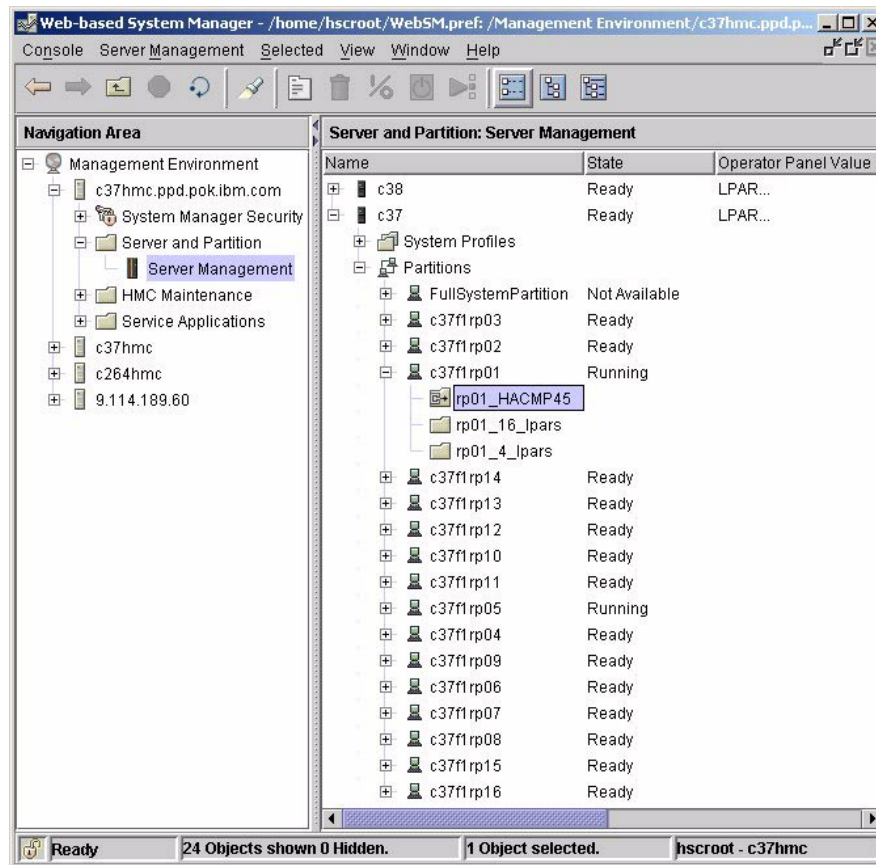 Web-based System Manager - /home/hscroot/WebSM.pref: /Management Environment/c37hmc.ppd.p...
Console Server Management Selected View Window Help
Navigation Area
Management Environment
c37hmc.ppd.pok.ibm.com
System Manager Security
Server and Partition
Server Management
HMC Maintenance
Service Applications
c37hmc
c264hmc
9.114.189.60
Server and Partition: Server Management
Name State Operator Panel Value
c38 Ready LPAR...
c37 Ready LPAR...
System Profiles
Partitions
FullSystemPartition Not Available
c37f1rp03 Ready
c37f1rp02 Ready
c37f1rp01 Running
rp01_HACMP45
rp01_16_lpars
rp01_4_lpars
c37f1rp14 Ready
c37f1rp13 Ready
c37f1rp12 Ready
c37f1rp10 Ready
c37f1rp11 Ready
c37f1rp05 Running
c37f1rp04 Ready
c37f1rp09 Ready
c37f1rp06 Ready
c37f1rp07 Ready
c37f1rp08 Ready
c37f1rp15 Ready
c37f1rp16 Ready
Ready 24 Objects shown 0 Hidden. 1 Object selected. hscroot - c37hmc